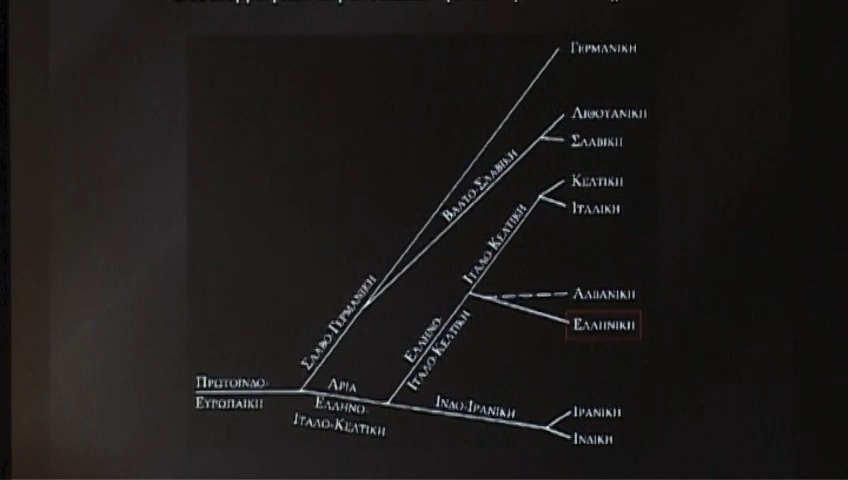 ΓΕΡΜΑΝΙΚΗ
ΛΙΘΟΥΑΝΙΚΗ
ΣΛΑΒΙΚΗ
ΒΑΛΤΟ-ΣΛΑΒΙΚΗ
ΚΕΛΤΙΚΗ
ΙΤΑΛΙΚΗ
ΙΤΑΛΟ ΚΕΛΤΙΚΗ
ΑΛΒΑΝΙΚΗ
ΕΛΛΗΝΙΚΗ
ΣΛΑΒΟ-ΓΕΡΜΑΝΙΚΗ
ΕΛΛΗΝΟ-
ΙΤΑΛΟ ΚΕΛΤΙΚΗ
ΠΡΩΤΟΙΝΔΟ-
ΕΥΡΩΠΑΙΚΗ
ΑΡΙΑ
ΕΛΛΗΝΟ-
ΙΤΑΛΟ-ΚΕΛΤΙΚΗ
ΙΝΔΟ-ΙΡΑΝΙΚΗ
ΙΡΑΝΙΚΗ
ΙΝΔΙΚΗ